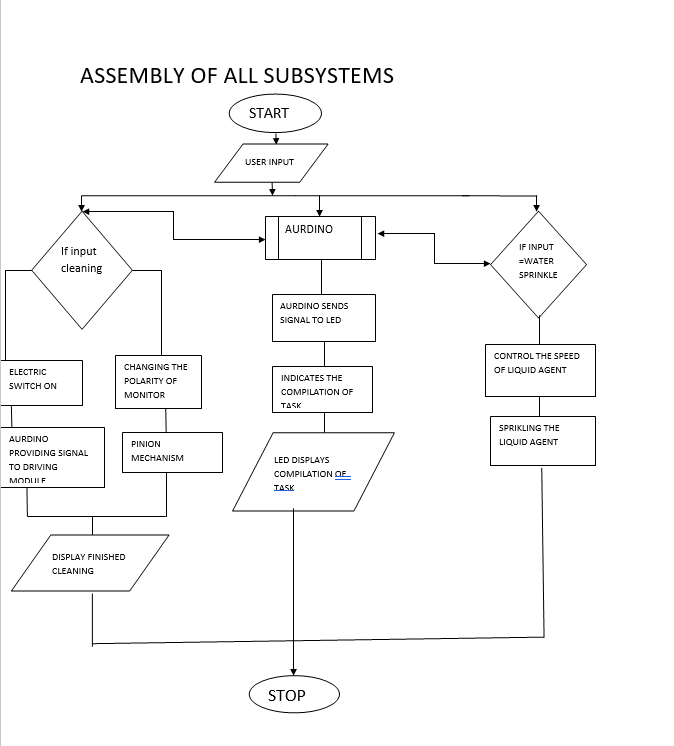 ASSEMBLY OF ALL SUBSYSTEMS
START
USER INPUT
If input
cleaning
AURDINO
IF INPUT
=WATER
SPRINKLE
ELECTRIC
SWITCH ON
CHANGING THE
POLARITY OF
MONITOR
AURDINO SENDS
SIGNAL TO LED
CONTROL THE SPEED
OF LIQUID AGENT
AURDINO
PROVIDING SIGNAL
TO DRIVING
MODULE
PINION
MECHANISM
INDICATES THE
COMPILATION OF
TASK
SPRIKLING THE
LIQUID AGENT
LED DISPLAYS
COMPILATION OF
TASK
DISPLAY FINISHED
CLEANING
STOP